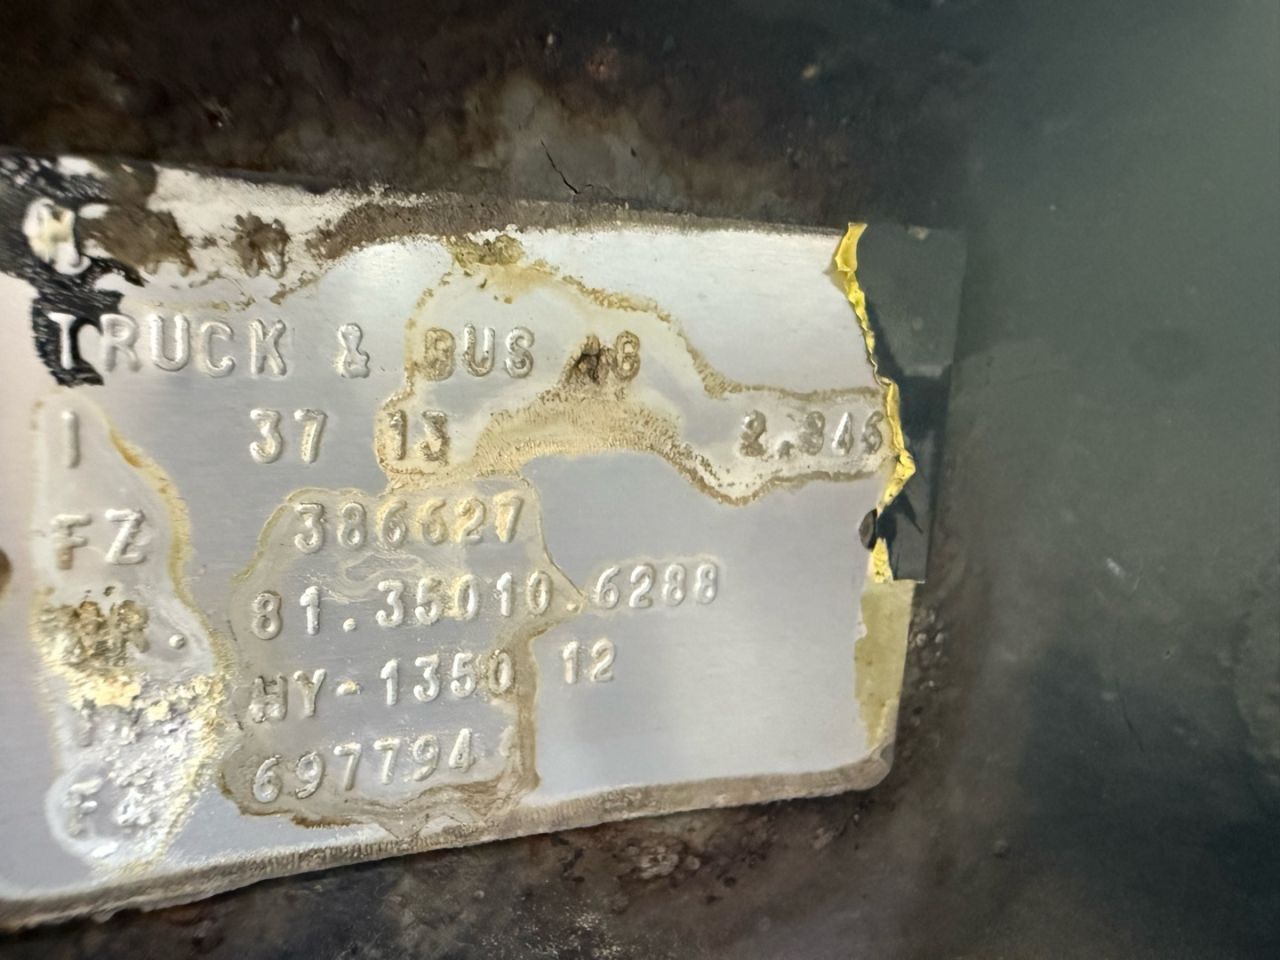 TRUCK & BUS AG
I 37 13 2.846
FZ 386627
81.35010.6288
HY-1350 12
697794